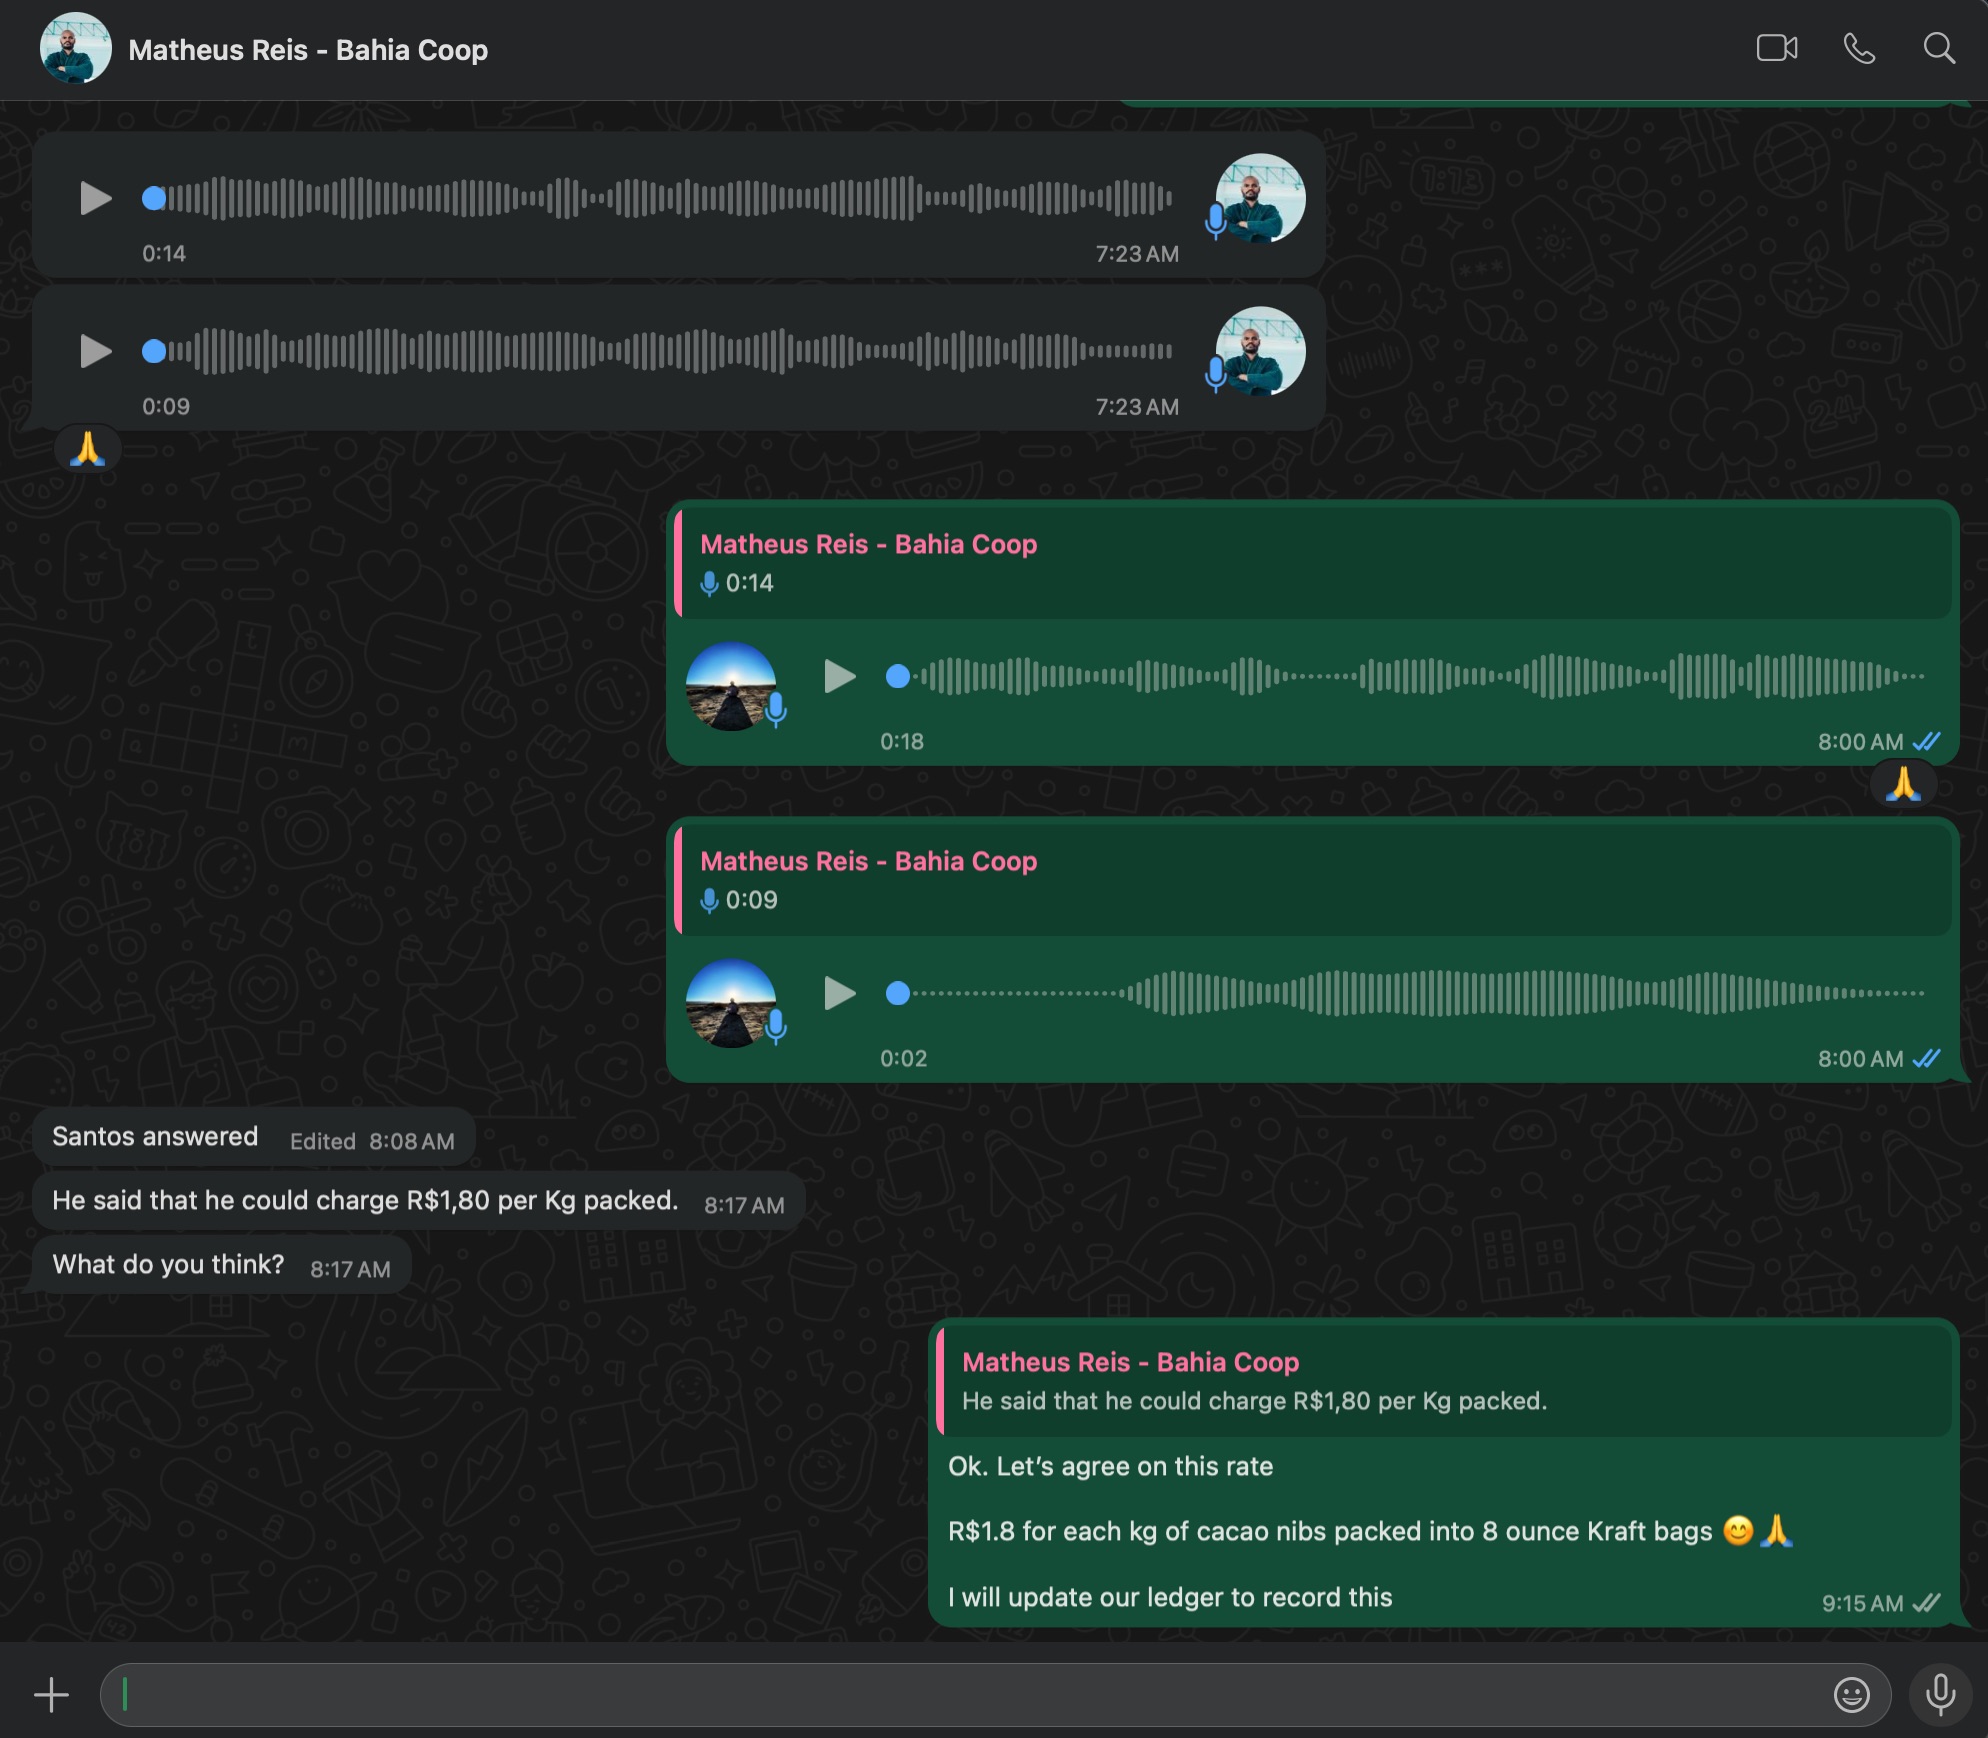 Matheus Reis - Bahia Coop
0:14
7:23 AM
0:09
7:23 AM
🙏
Matheus Reis - Bahia Coop
0:14
0:18
8:00 AM
🙏
Matheus Reis - Bahia Coop
0:09
0:02
8:00 AM
Santos answered Edited 8:08 AM
He said that he could charge R$1,80 per Kg packed. 8:17 AM
What do you think? 8:17 AM
Matheus Reis - Bahia Coop
He said that he could charge R$1,80 per Kg packed.
Ok. Let’s agree on this rate
R$1.8 for each kg of cacao nibs packed into 8 ounce Kraft bags 😊🙏
I will update our ledger to record this
9:15 AM